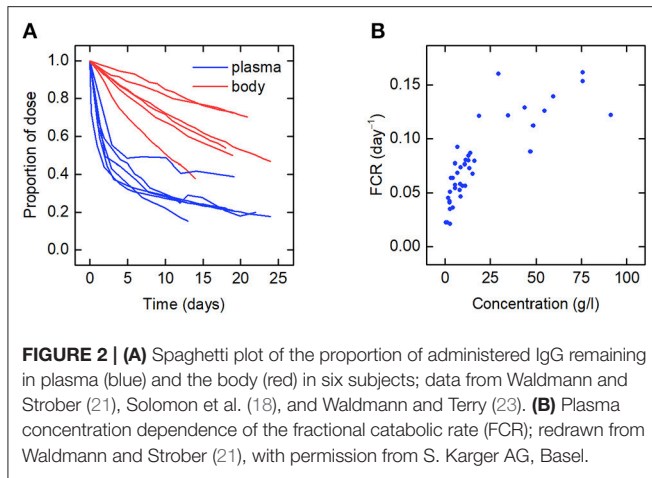 A
plasma
body
Proportion of dose
1.0
0.8
0.6
0.4
0.2
0.0
0 5 10 15 20 25
Time (days)
B
FCR (day⁻¹)
0.15
0.10
0.05
0.00
0 25 50 75 100
Concentration (g/l)
FIGURE 2 | (A) Spaghetti plot of the proportion of administered IgG remaining
in plasma (blue) and the body (red) in six subjects; data from Waldmann and
Strober (21), Solomon et al. (18), and Waldmann and Terry (23). (B) Plasma
concentration dependence of the fractional catabolic rate (FCR); redrawn from
Waldmann and Strober (21), with permission from S. Karger AG, Basel.